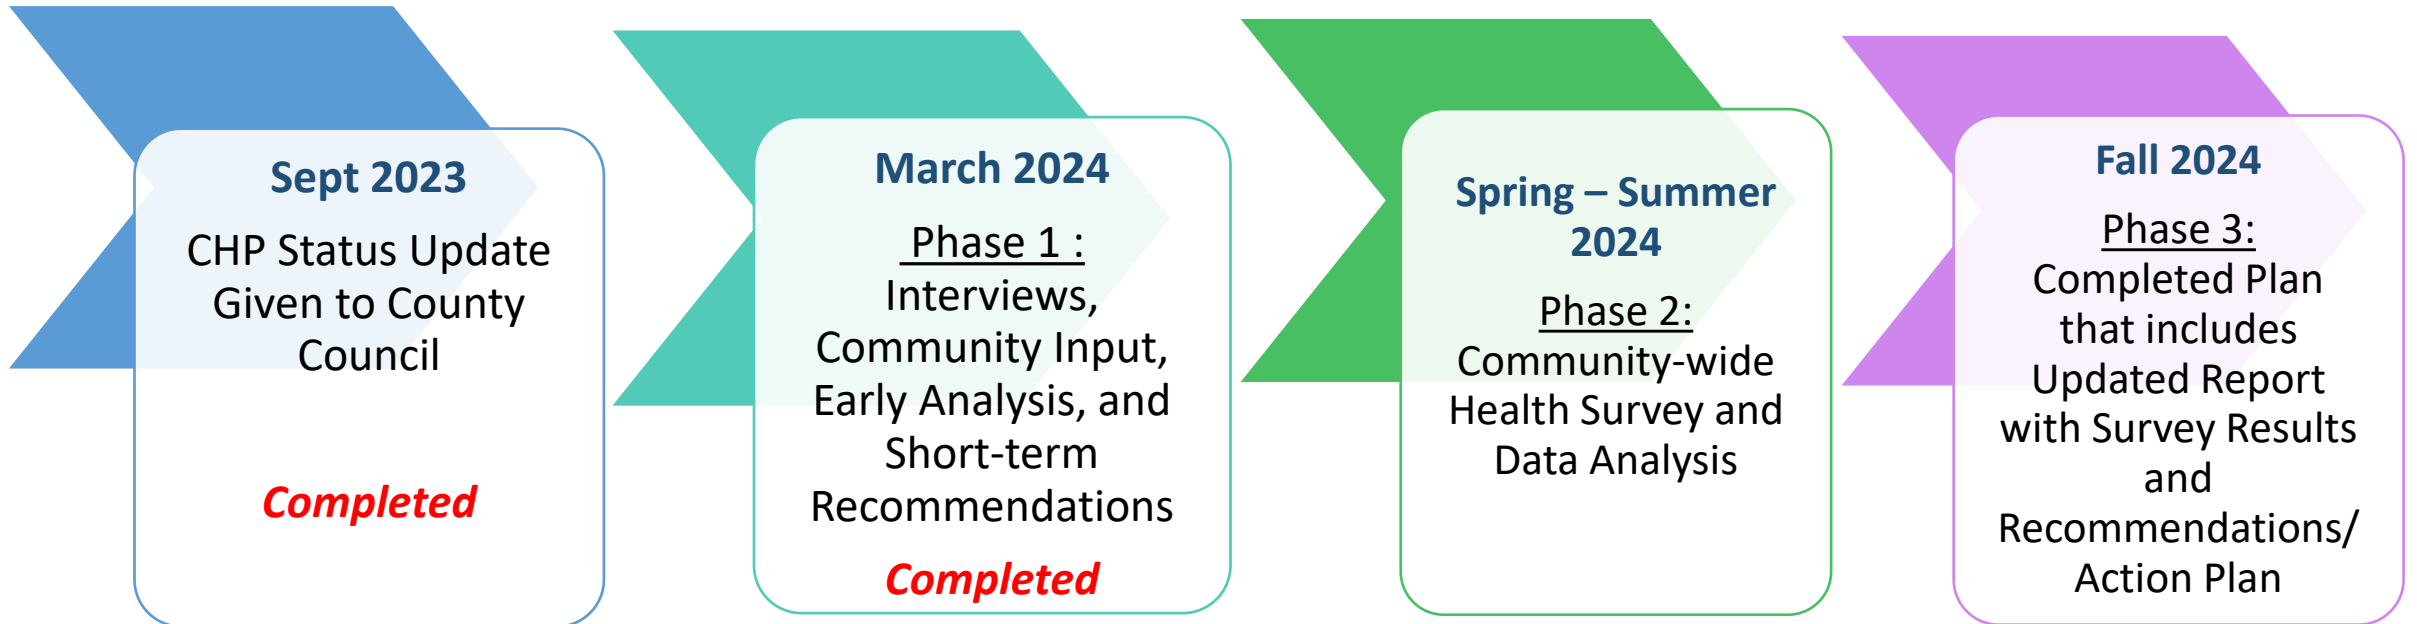 Sept 2023
CHP Status Update
Given to County
Council
Completed
March 2024
Phase 1 :
Interviews,
Community Input,
Early Analysis, and
Short-term
Recommendations
Completed
Spring – Summer
2024
Phase 2:
Community-wide
Health Survey and
Data Analysis
Fall 2024
Phase 3:
Completed Plan
that includes
Updated Report
with Survey Results
and
Recommendations/
Action Plan